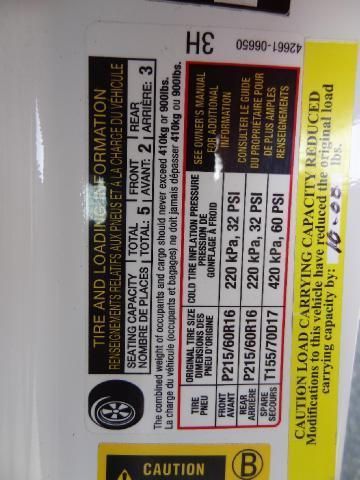 TIRE AND LOADING INFORMATION
RENSEIGNEMENTS RELATIFS AUX PNEUS ET À LA CHARGE DU VÉHICULE
SEATING CAPACITY TOTAL: 5 FRONT 2 REAR 3
NOMBRE DE PLACES TOTAL: AVANT: ARRIÈRE:
The combined weight of occupants and cargo should never exceed 410kg or 900lbs.
La charge du véhicule (occupants et bagages) ne doit jamais dépasser 410kg ou 900lbs.
TIRE
PNEU
ORIGINAL TIRE SIZE
DIMENSIONS DES
PNEU D'ORIGINE
COLD TIRE INFLATION PRESSURE
PRESSION DE
GONFLAGE À FROID
FRONT
AVANT
P215/60R16
220 kPa, 32 PSI
REAR
ARRIÈRE
P215/60R16
220 kPa, 32 PSI
SPARE
SECOURS
T155/70D17
420 kPa, 60 PSI
SEE OWNER'S MANUAL
FOR ADDITIONAL
INFORMATION
CONSULTER LE GUIDE
DU PROPRIÉTAIRE POUR
DE PLUS AMPLES
RENSEIGNEMENTS
3H
42661-06650
CAUTION LOAD CARRYING CAPACITY REDUCED
Modifications to this vehicle have reduced the original load
carrying capacity by: lbs.
CAUTION
B